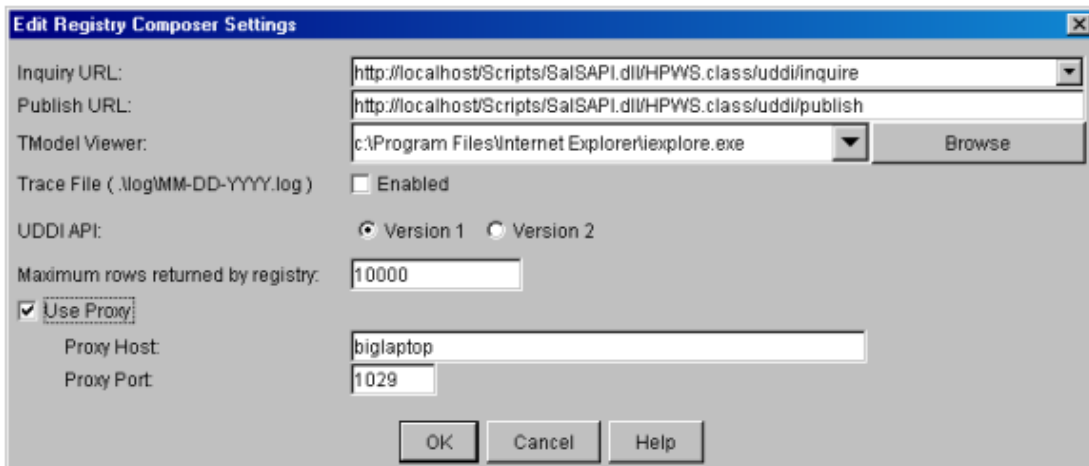 Edit Registry Composer Settings
Inquiry URL: http://localhost/Scripts/SaISAPI.dll/HPWS.class/uddi/inquire
Publish URL: http://localhost/Scripts/SaISAPI.dll/HPWS.class/uddi/publish
TModel Viewer: c:\Program Files\Internet Explorer\iexplore.exe Browse
Trace File ( .\log\MM-DD-YYYY.log ) Enabled
UDDI API: Version 1 Version 2
Maximum rows returned by registry: 10000
Use Proxy
Proxy Host: biglaptop
Proxy Port: 1029
OK Cancel Help